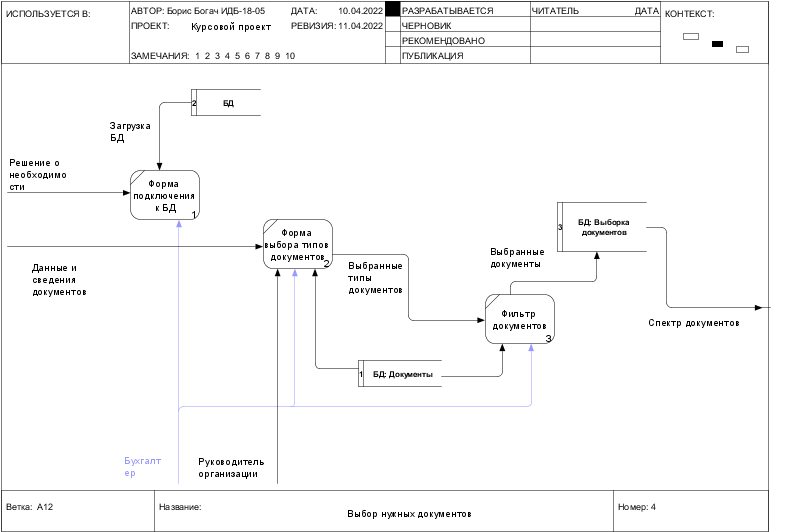 ИСПОЛЬЗУЕТСЯ В:
АВТОР: Борис Богач ИДБ-18-05
ДАТА: 10.04.2022
РАЗРАБАТЫВАЕТСЯ
ЧИТАТЕЛЬ
ДАТА
КОНТЕКСТ:
ПРОЕКТ: Курсовой проект
РЕВИЗИЯ: 11.04.2022
ЧЕРНОВИК
РЕКОМЕНДОВАНО
ЗАМЕЧАНИЯ: 1 2 3 4 5 6 7 8 9 10
ПУБЛИКАЦИЯ
2 БД
Загрузка
БД
Решение о
необходимо
сти
Форма
подключения
к БД
1
Форма
выбора типов
документов
2
Данные и
сведения
документов
Выбранные
типы
документов
3 БД: Выборка
документов
Выбранные
документы
Фильтр
документов
3
Спектр документов
1 БД: Документы
Бухгалт
ер
Руководитель
организации
Ветка: A12
Название:
Выбор нужных документов
Номер: 4